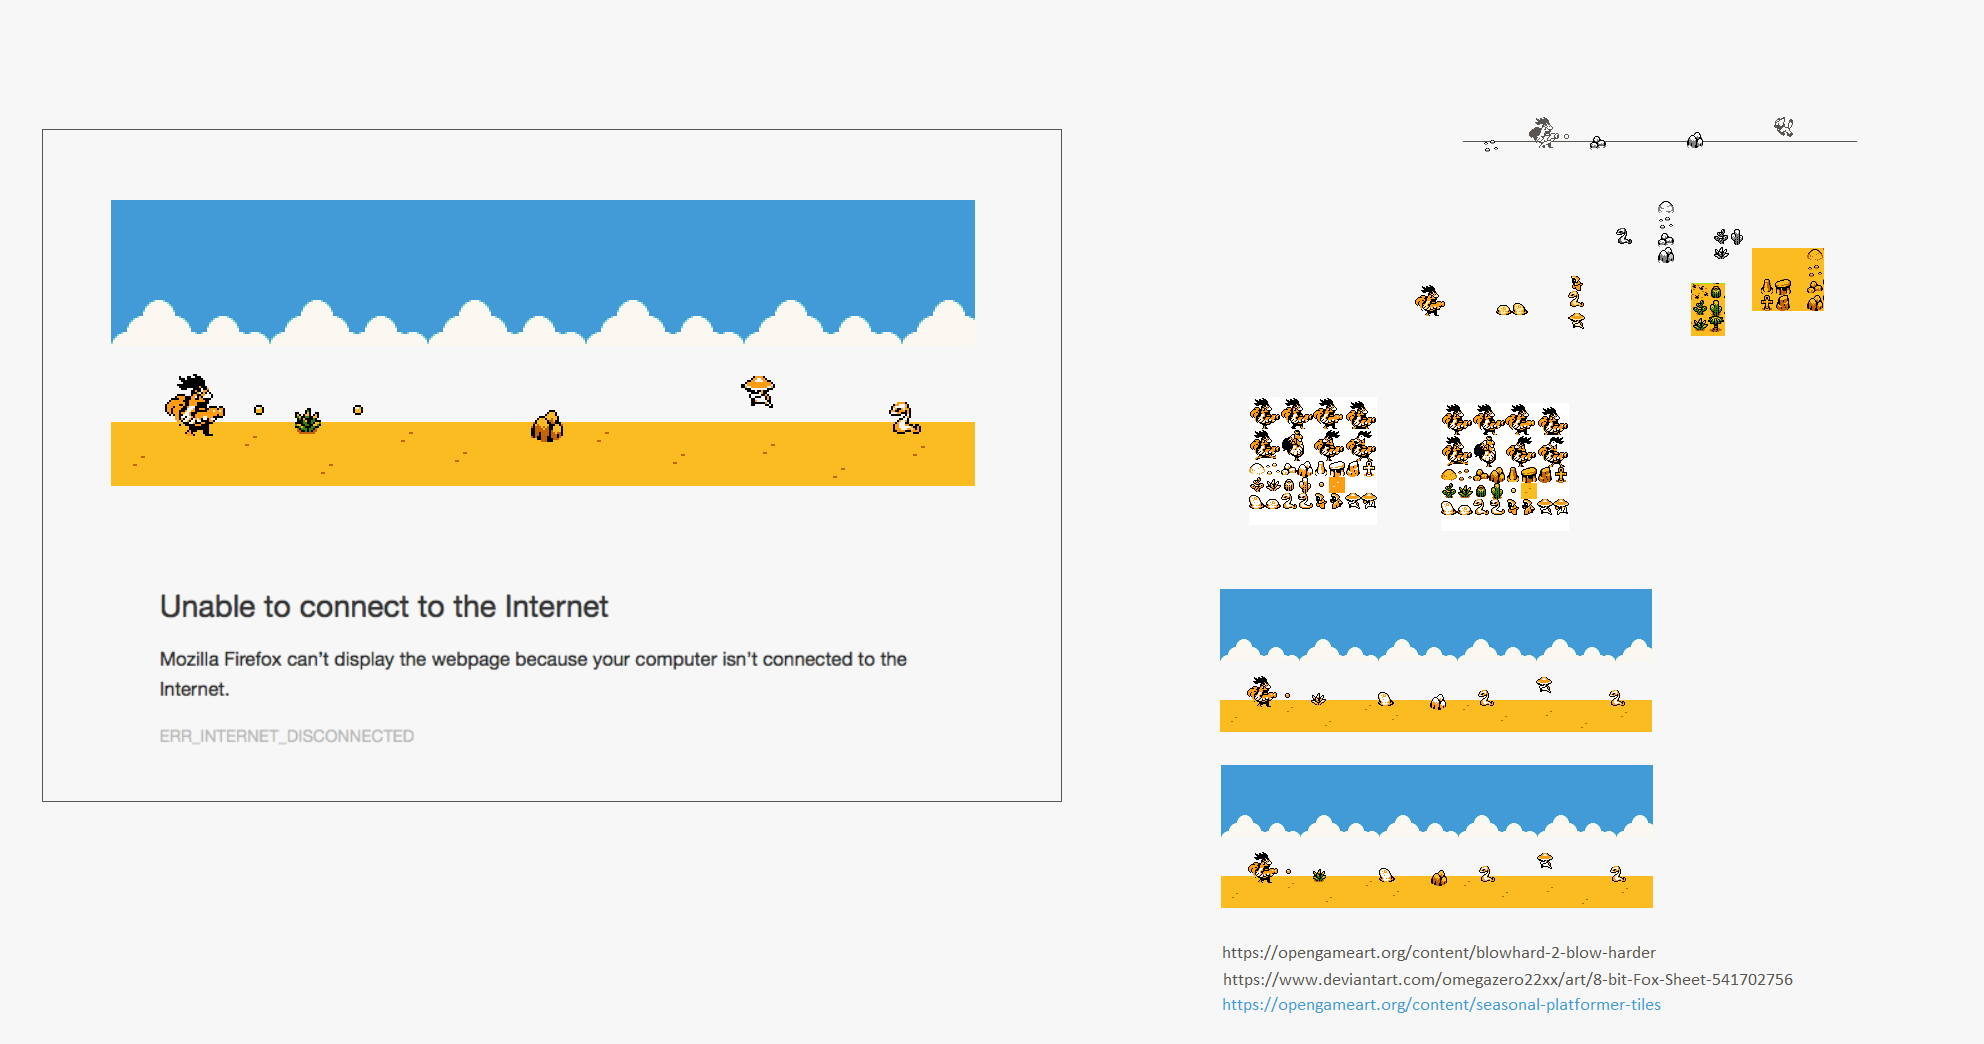 Unable to connect to the Internet
Mozilla Firefox can't display the webpage because your computer isn't connected to the
Internet.
ERR_INTERNET_DISCONNECTED
https://opengameart.org/content/blowhard-2-blow-harder
https://www.deviantart.com/omegazero22xx/art/8-bit-Fox-Sheet-541702756
https://opengameart.org/content/seasonal-platformer-tiles